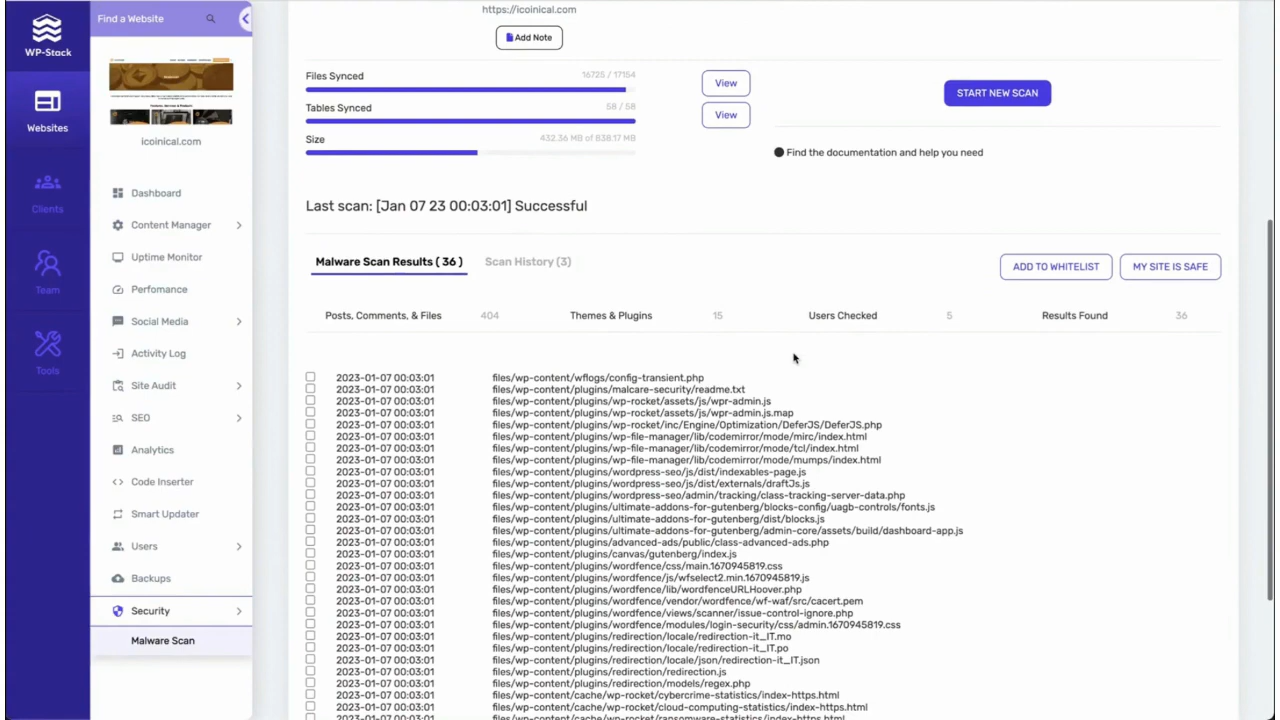 WP-Stack
Websites
Clients
Team
Tools
Find a Website
icoinical.com
Dashboard
Content Manager
Uptime Monitor
Perfomance
Social Media
Activity Log
Site Audit
SEO
Analytics
Code Inserter
Smart Updater
Users
Backups
Security
Malware Scan
https://icoinical.com
Add Note
Files Synced 16725 / 17154 View
Tables Synced 58 / 58 View
Size 432.36 MB of 838.17 MB
START NEW SCAN
Find the documentation and help you need
Last scan: [Jan 07 23 00:03:01] Successful
Malware Scan Results ( 36 ) Scan History (3) ADD TO WHITELIST MY SITE IS SAFE
Posts, Comments, & Files 404 Themes & Plugins 15 Users Checked 5 Results Found 36
2023-01-07 00:03:01 files/wp-content/wflogs/config-transient.php
2023-01-07 00:03:01 files/wp-content/plugins/malcare-security/readme.txt
2023-01-07 00:03:01 files/wp-content/plugins/wp-rocket/assets/js/wpr-admin.js
2023-01-07 00:03:01 files/wp-content/plugins/wp-rocket/assets/js/wpr-admin.js.map
2023-01-07 00:03:01 files/wp-content/plugins/wp-rocket/inc/Engine/Optimization/DeferJS/DeferJS.php
2023-01-07 00:03:01 files/wp-content/plugins/wp-file-manager/lib/codemirror/mode/mirc/index.html
2023-01-07 00:03:01 files/wp-content/plugins/wp-file-manager/lib/codemirror/mode/tcl/index.html
2023-01-07 00:03:01 files/wp-content/plugins/wp-file-manager/lib/codemirror/mode/mumps/index.html
2023-01-07 00:03:01 files/wp-content/plugins/wordpress-seo/js/dist/indexables-page.js
2023-01-07 00:03:01 files/wp-content/plugins/wordpress-seo/js/dist/externals/draftJs.js
2023-01-07 00:03:01 files/wp-content/plugins/wordpress-seo/admin/tracking/class-tracking-server-data.php
2023-01-07 00:03:01 files/wp-content/plugins/ultimate-addons-for-gutenberg/blocks-config/uagb-controls/fonts.js
2023-01-07 00:03:01 files/wp-content/plugins/ultimate-addons-for-gutenberg/dist/blocks.js
2023-01-07 00:03:01 files/wp-content/plugins/ultimate-addons-for-gutenberg/admin-core/assets/build/dashboard-app.js
2023-01-07 00:03:01 files/wp-content/plugins/advanced-ads/public/class-advanced-ads.php
2023-01-07 00:03:01 files/wp-content/plugins/canvas/gutenberg/index.js
2023-01-07 00:03:01 files/wp-content/plugins/wordfence/css/main.1670945819.css
2023-01-07 00:03:01 files/wp-content/plugins/wordfence/js/wfselect2.min.1670945819.js
2023-01-07 00:03:01 files/wp-content/plugins/wordfence/lib/wordfenceURLHoover.php
2023-01-07 00:03:01 files/wp-content/plugins/wordfence/vendor/wordfence/wf-waf/src/cacert.pem
2023-01-07 00:03:01 files/wp-content/plugins/wordfence/views/scanner/issue-control-ignore.php
2023-01-07 00:03:01 files/wp-content/plugins/wordfence/modules/login-security/css/admin.1670945819.css
2023-01-07 00:03:01 files/wp-content/plugins/redirection/locale/redirection-it_IT.mo
2023-01-07 00:03:01 files/wp-content/plugins/redirection/locale/redirection-it_IT.po
2023-01-07 00:03:01 files/wp-content/plugins/redirection/locale/json/redirection-it_IT.json
2023-01-07 00:03:01 files/wp-content/plugins/redirection/redirection.js
2023-01-07 00:03:01 files/wp-content/plugins/redirection/models/regex.php
2023-01-07 00:03:01 files/wp-content/cache/wp-rocket/cybercrime-statistics/index-https.html
2023-01-07 00:03:01 files/wp-content/cache/wp-rocket/cloud-computing-statistics/index-https.html
2023-01-07 00:03:01 files/wp-content/cache/wp-rocket/ransomware-statistics/index-https.html